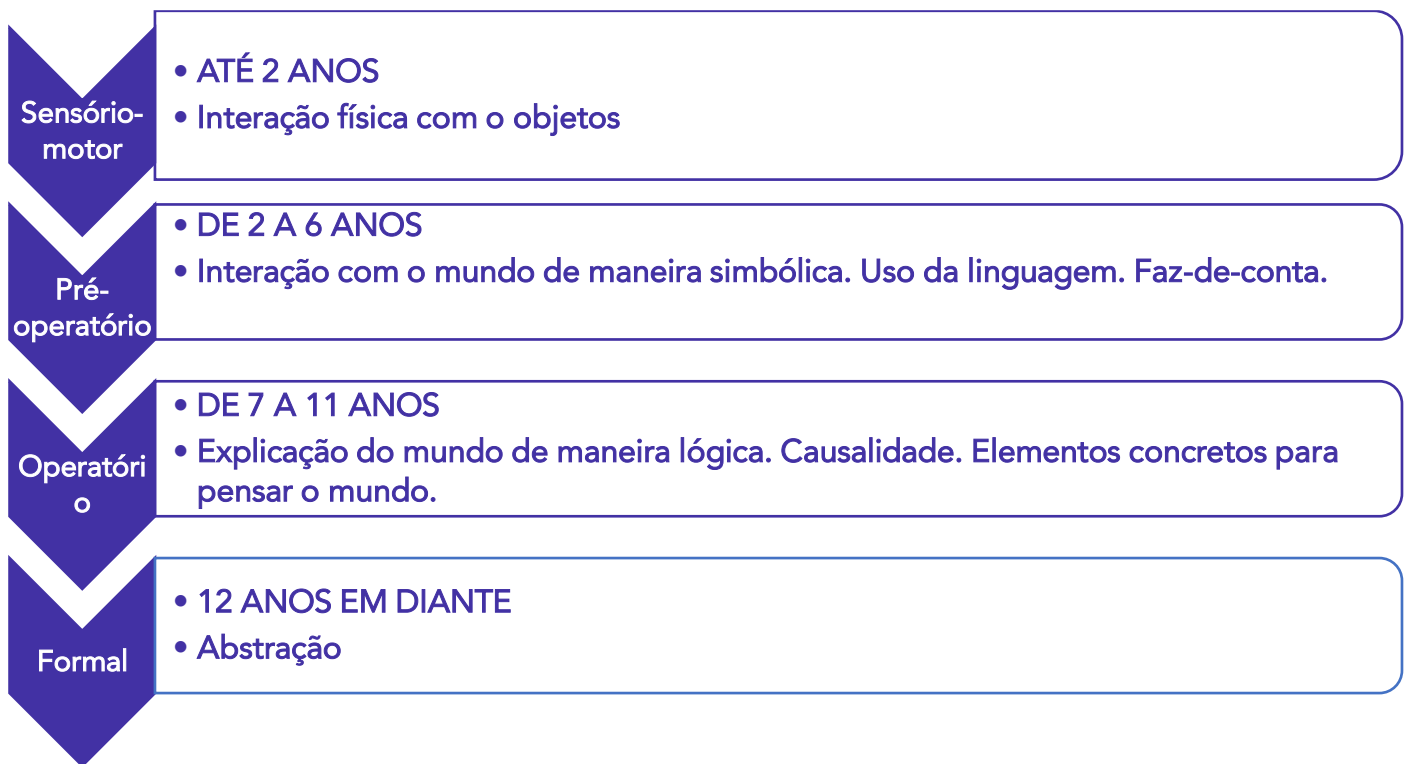 Sensório-
motor
• ATÉ 2 ANOS
• Interação física com o objetos
Pré-
operatório
• DE 2 A 6 ANOS
• Interação com o mundo de maneira simbólica. Uso da linguagem. Faz-de-conta.
Operatóri
o
• DE 7 A 11 ANOS
• Explicação do mundo de maneira lógica. Causalidade. Elementos concretos para
pensar o mundo.
Formal
• 12 ANOS EM DIANTE
• Abstração